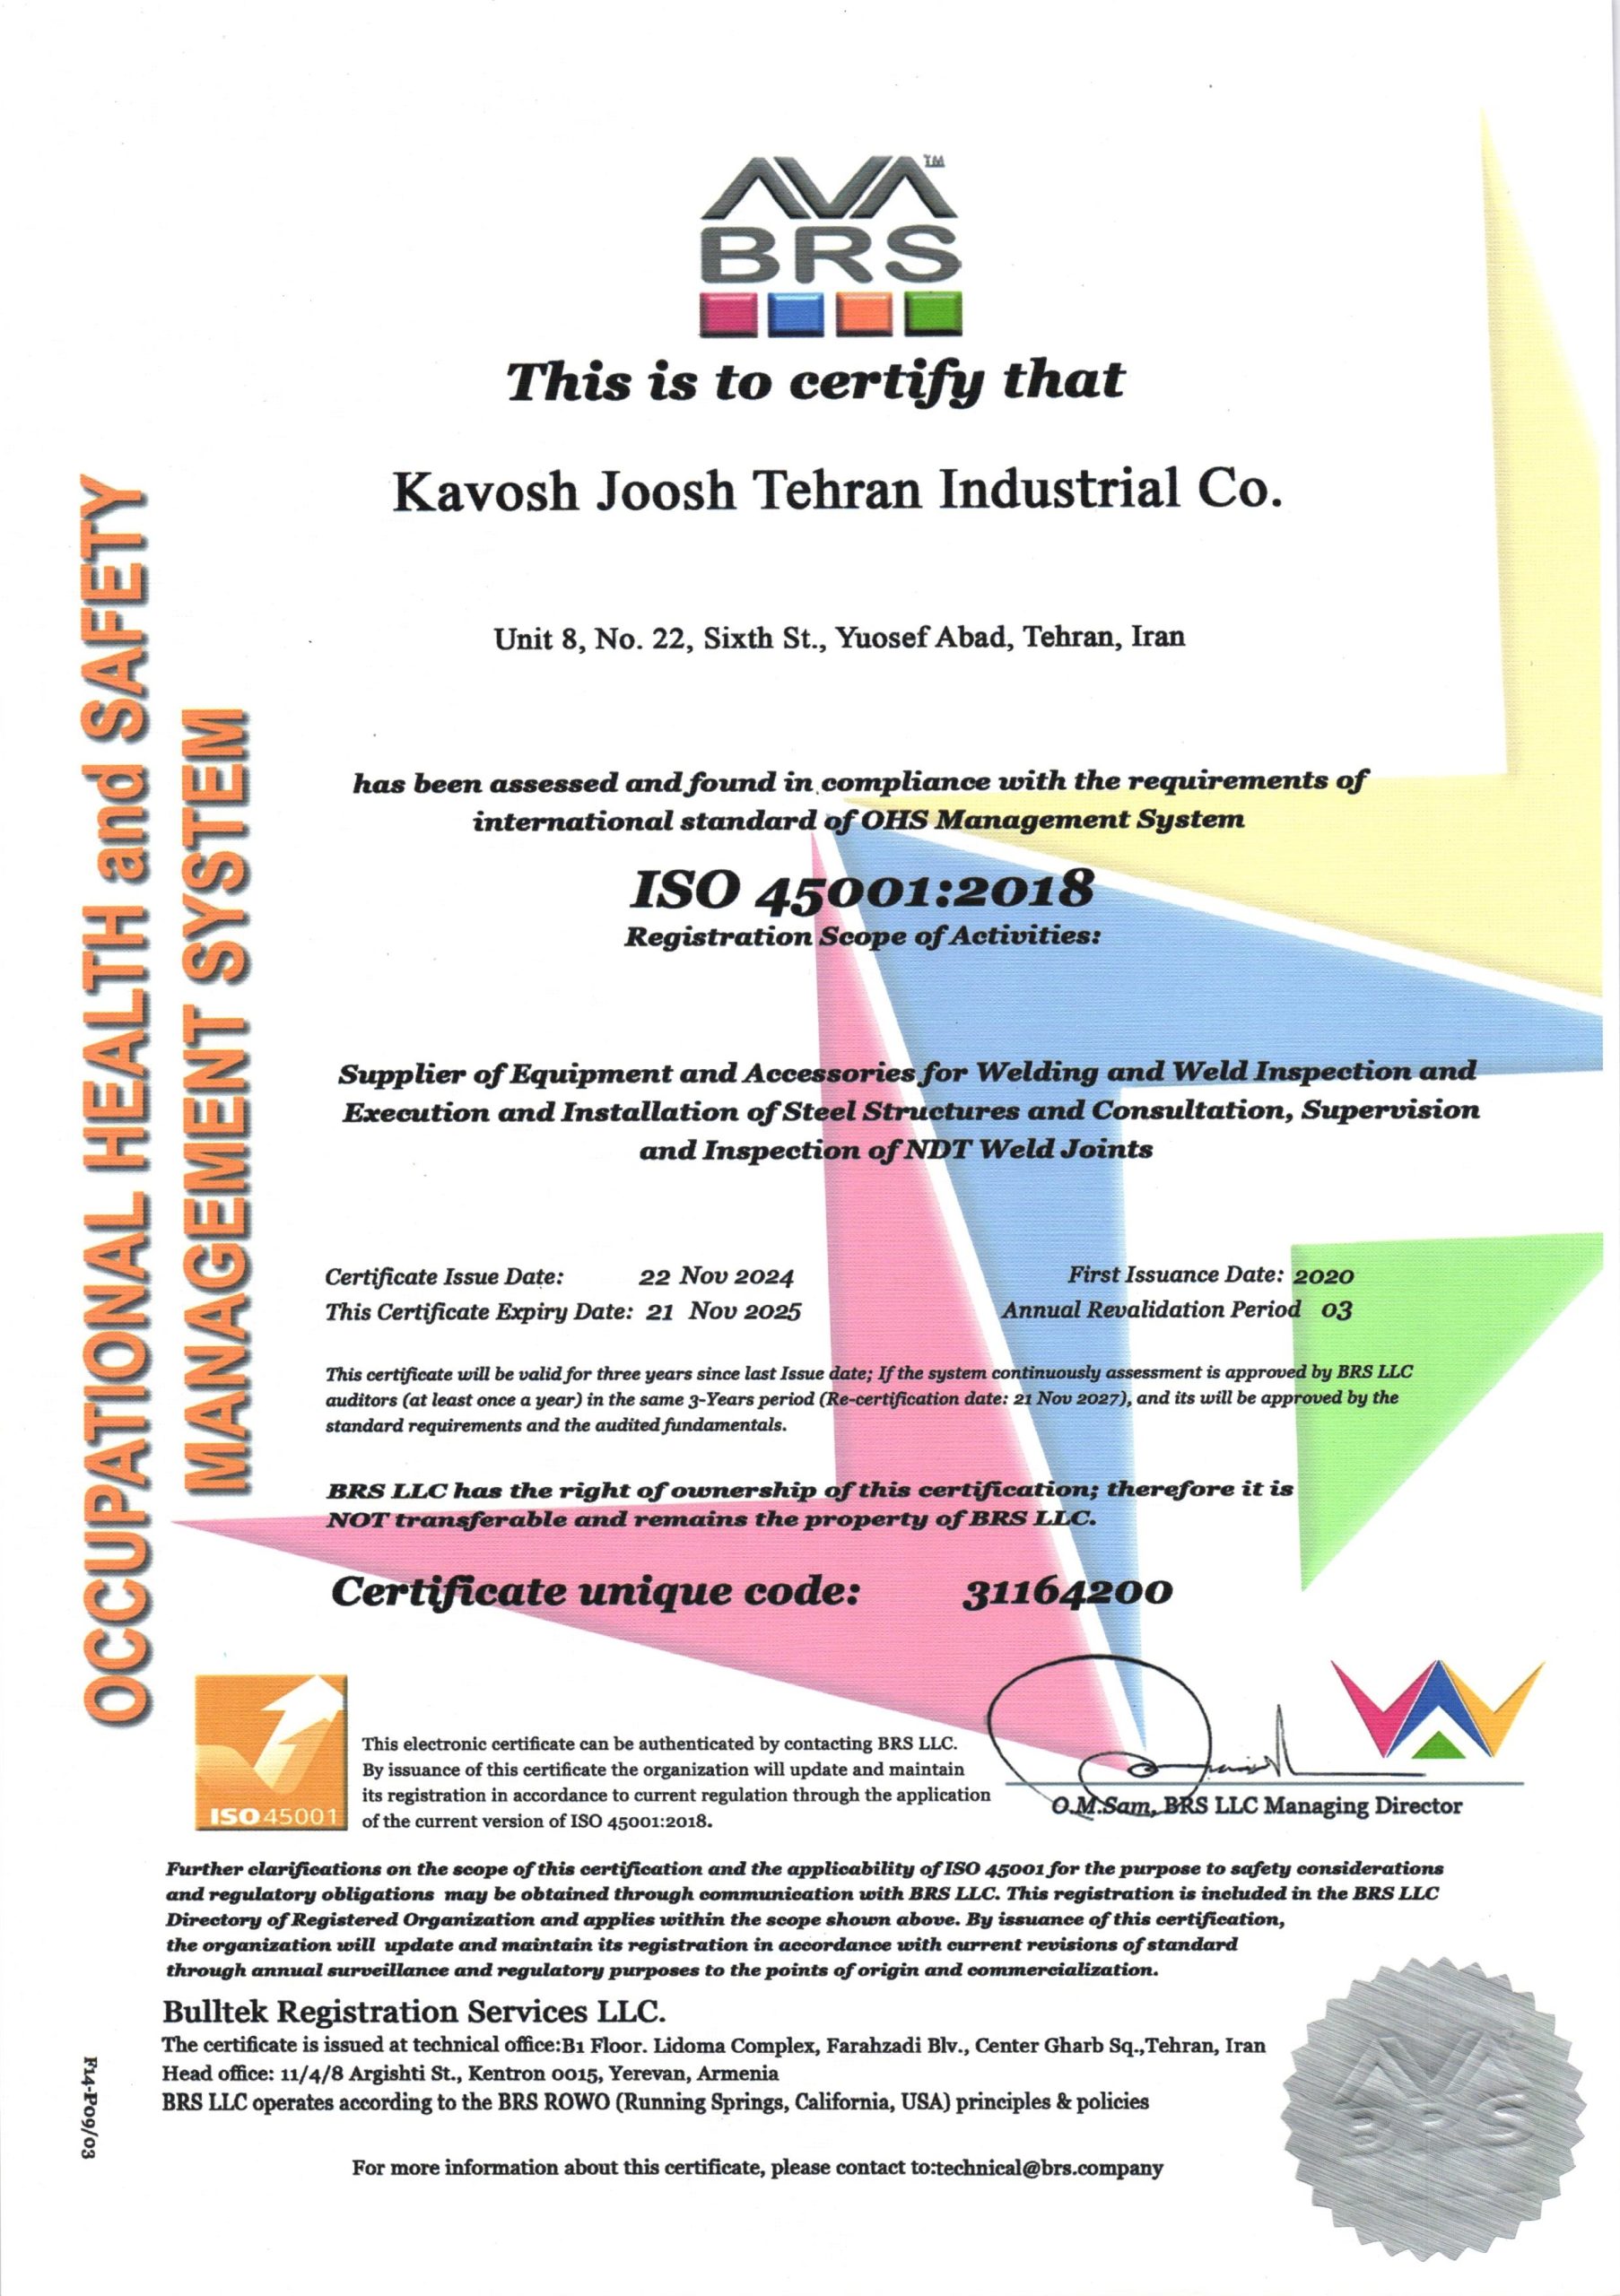 AVA™
BRS
This is to certify that
Kavosh Joosh Tehran Industrial Co.
Unit 8, No. 22, Sixth St., Yuosef Abad, Tehran, Iran
OCCUPATIONAL HEALTH and SAFETY
MANAGEMENT SYSTEM
has been assessed and found in compliance with the requirements of
international standard of OHS Management System
ISO 45001:2018
Registration Scope of Activities:
Supplier of Equipment and Accessories for Welding and Weld Inspection and
Execution and Installation of Steel Structures and Consultation, Supervision
and Inspection of NDT Weld Joints
Certificate Issue Date: 22 Nov 2024
First Issuance Date: 2020
This Certificate Expiry Date: 21 Nov 2025
Annual Revalidation Period 03
This certificate will be valid for three years since last Issue date; If the system continuously assessment is approved by BRS LLC
auditors (at least once a year) in the same 3-Years period (Re-certification date: 21 Nov 2027), and its will be approved by the
standard requirements and the audited fundamentals.
BRS LLC has the right of ownership of this certification; therefore it is
NOT transferable and remains the property of BRS LLC.
Certificate unique code: 31164200
ISO 45001
This electronic certificate can be authenticated by contacting BRS LLC.
By issuance of this certificate the organization will update and maintain
its registration in accordance to current regulation through the application
of the current version of ISO 45001:2018.
O.M.Sam, BRS LLC Managing Director
Further clarifications on the scope of this certification and the applicability of ISO 45001 for the purpose to safety considerations
and regulatory obligations may be obtained through communication with BRS LLC. This registration is included in the BRS LLC
Directory of Registered Organization and applies within the scope shown above. By issuance of this certification,
the organization will update and maintain its registration in accordance with current revisions of standard
through annual surveillance and regulatory purposes to the points of origin and commercialization.
Bulltek Registration Services LLC.
The certificate is issued at technical office:B1 Floor. Lidoma Complex, Farahzadi Blv., Center Gharb Sq.,Tehran, Iran
Head office: 11/4/8 Argishti St., Kentron 0015, Yerevan, Armenia
BRS LLC operates according to the BRS ROWO (Running Springs, California, USA) principles & policies
For more information about this certificate, please contact to:technical@brs.company
F14-P09/03
AVA
BRS